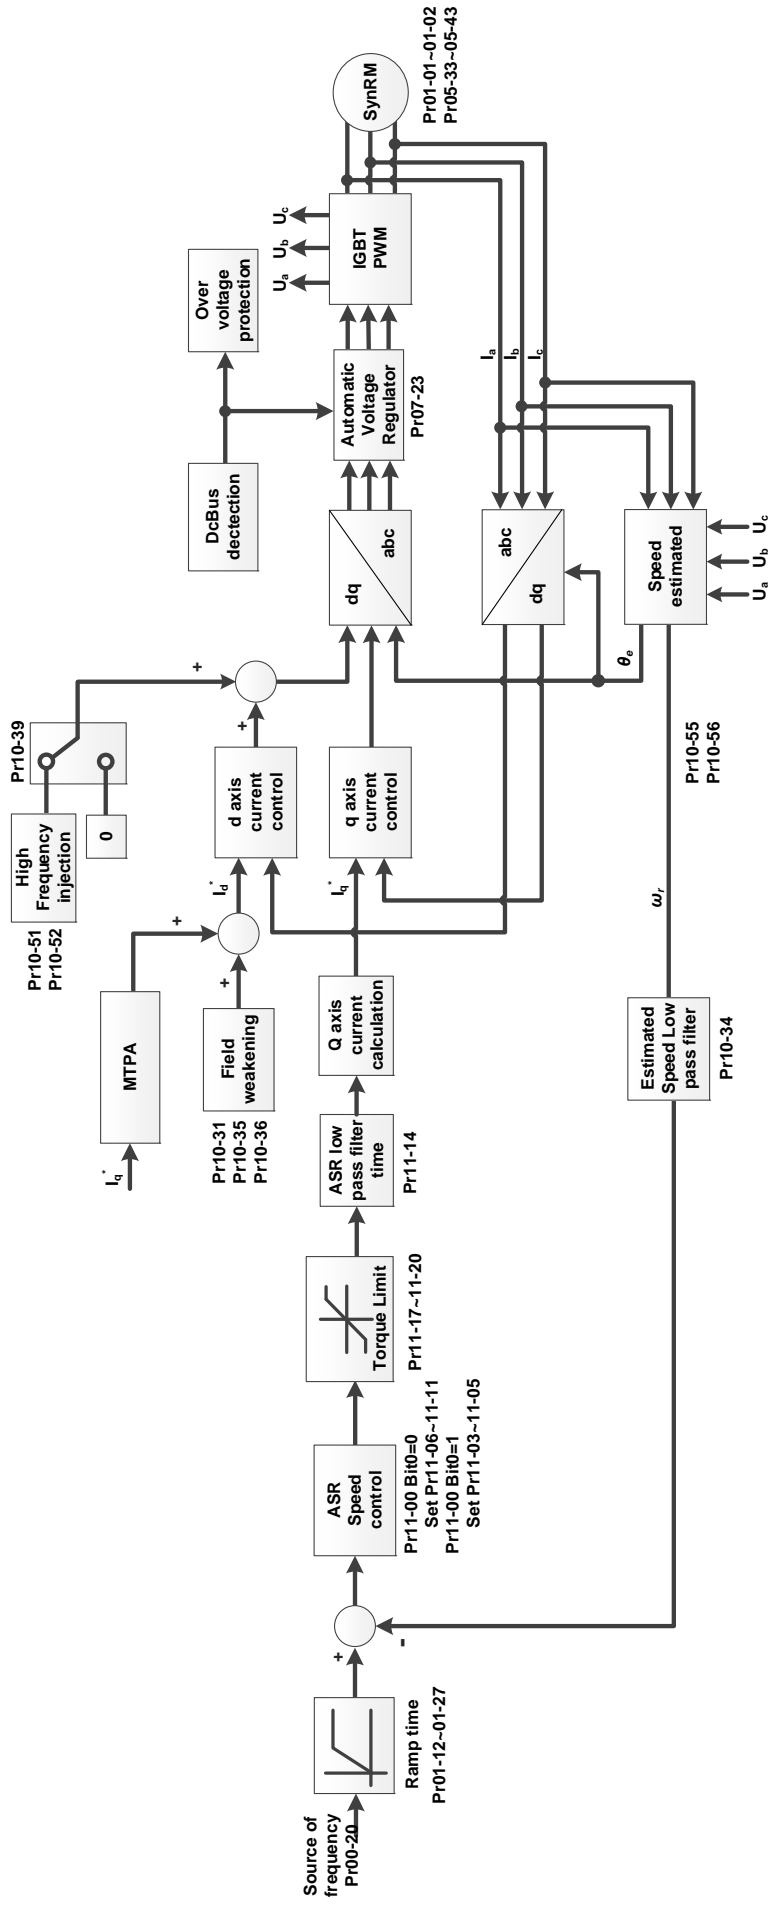 Source of
frequency
Pr00-20
Ramp time
Pr01-12~01-27
+
-
ASR
Speed
control
Pr11-00 Bit0=0
Set Pr11-06~11-11
Pr11-00 Bit0=1
Set Pr11-03~11-05
Torque Limit
Pr11-17~11-20
ASR low
pass filter
time
Pr11-14
Q axis
current
calculation
Iq*
Iq*
MTPA
+
Field
weakening
Pr10-31
Pr10-35
Pr10-36
+
Id*
High
Frequency
injection
Pr10-51
Pr10-52
0
Pr10-39
d axis
current
control
+
+
q axis
current
control
dq
abc
DcBus
dectection
Over
voltage
protection
Automatic
Voltage
Regulator
Pr07-23
IGBT
PWM
Ua
Ub
Uc
SynRM
Pr01-01~01-02
Pr05-33~05-43
Ia
Ib
Ic
abc
dq
θe
Speed
estimated
Ua
Ub
Uc
Pr10-55
Pr10-56
ωr
Estimated
Speed Low
pass filter
Pr10-34